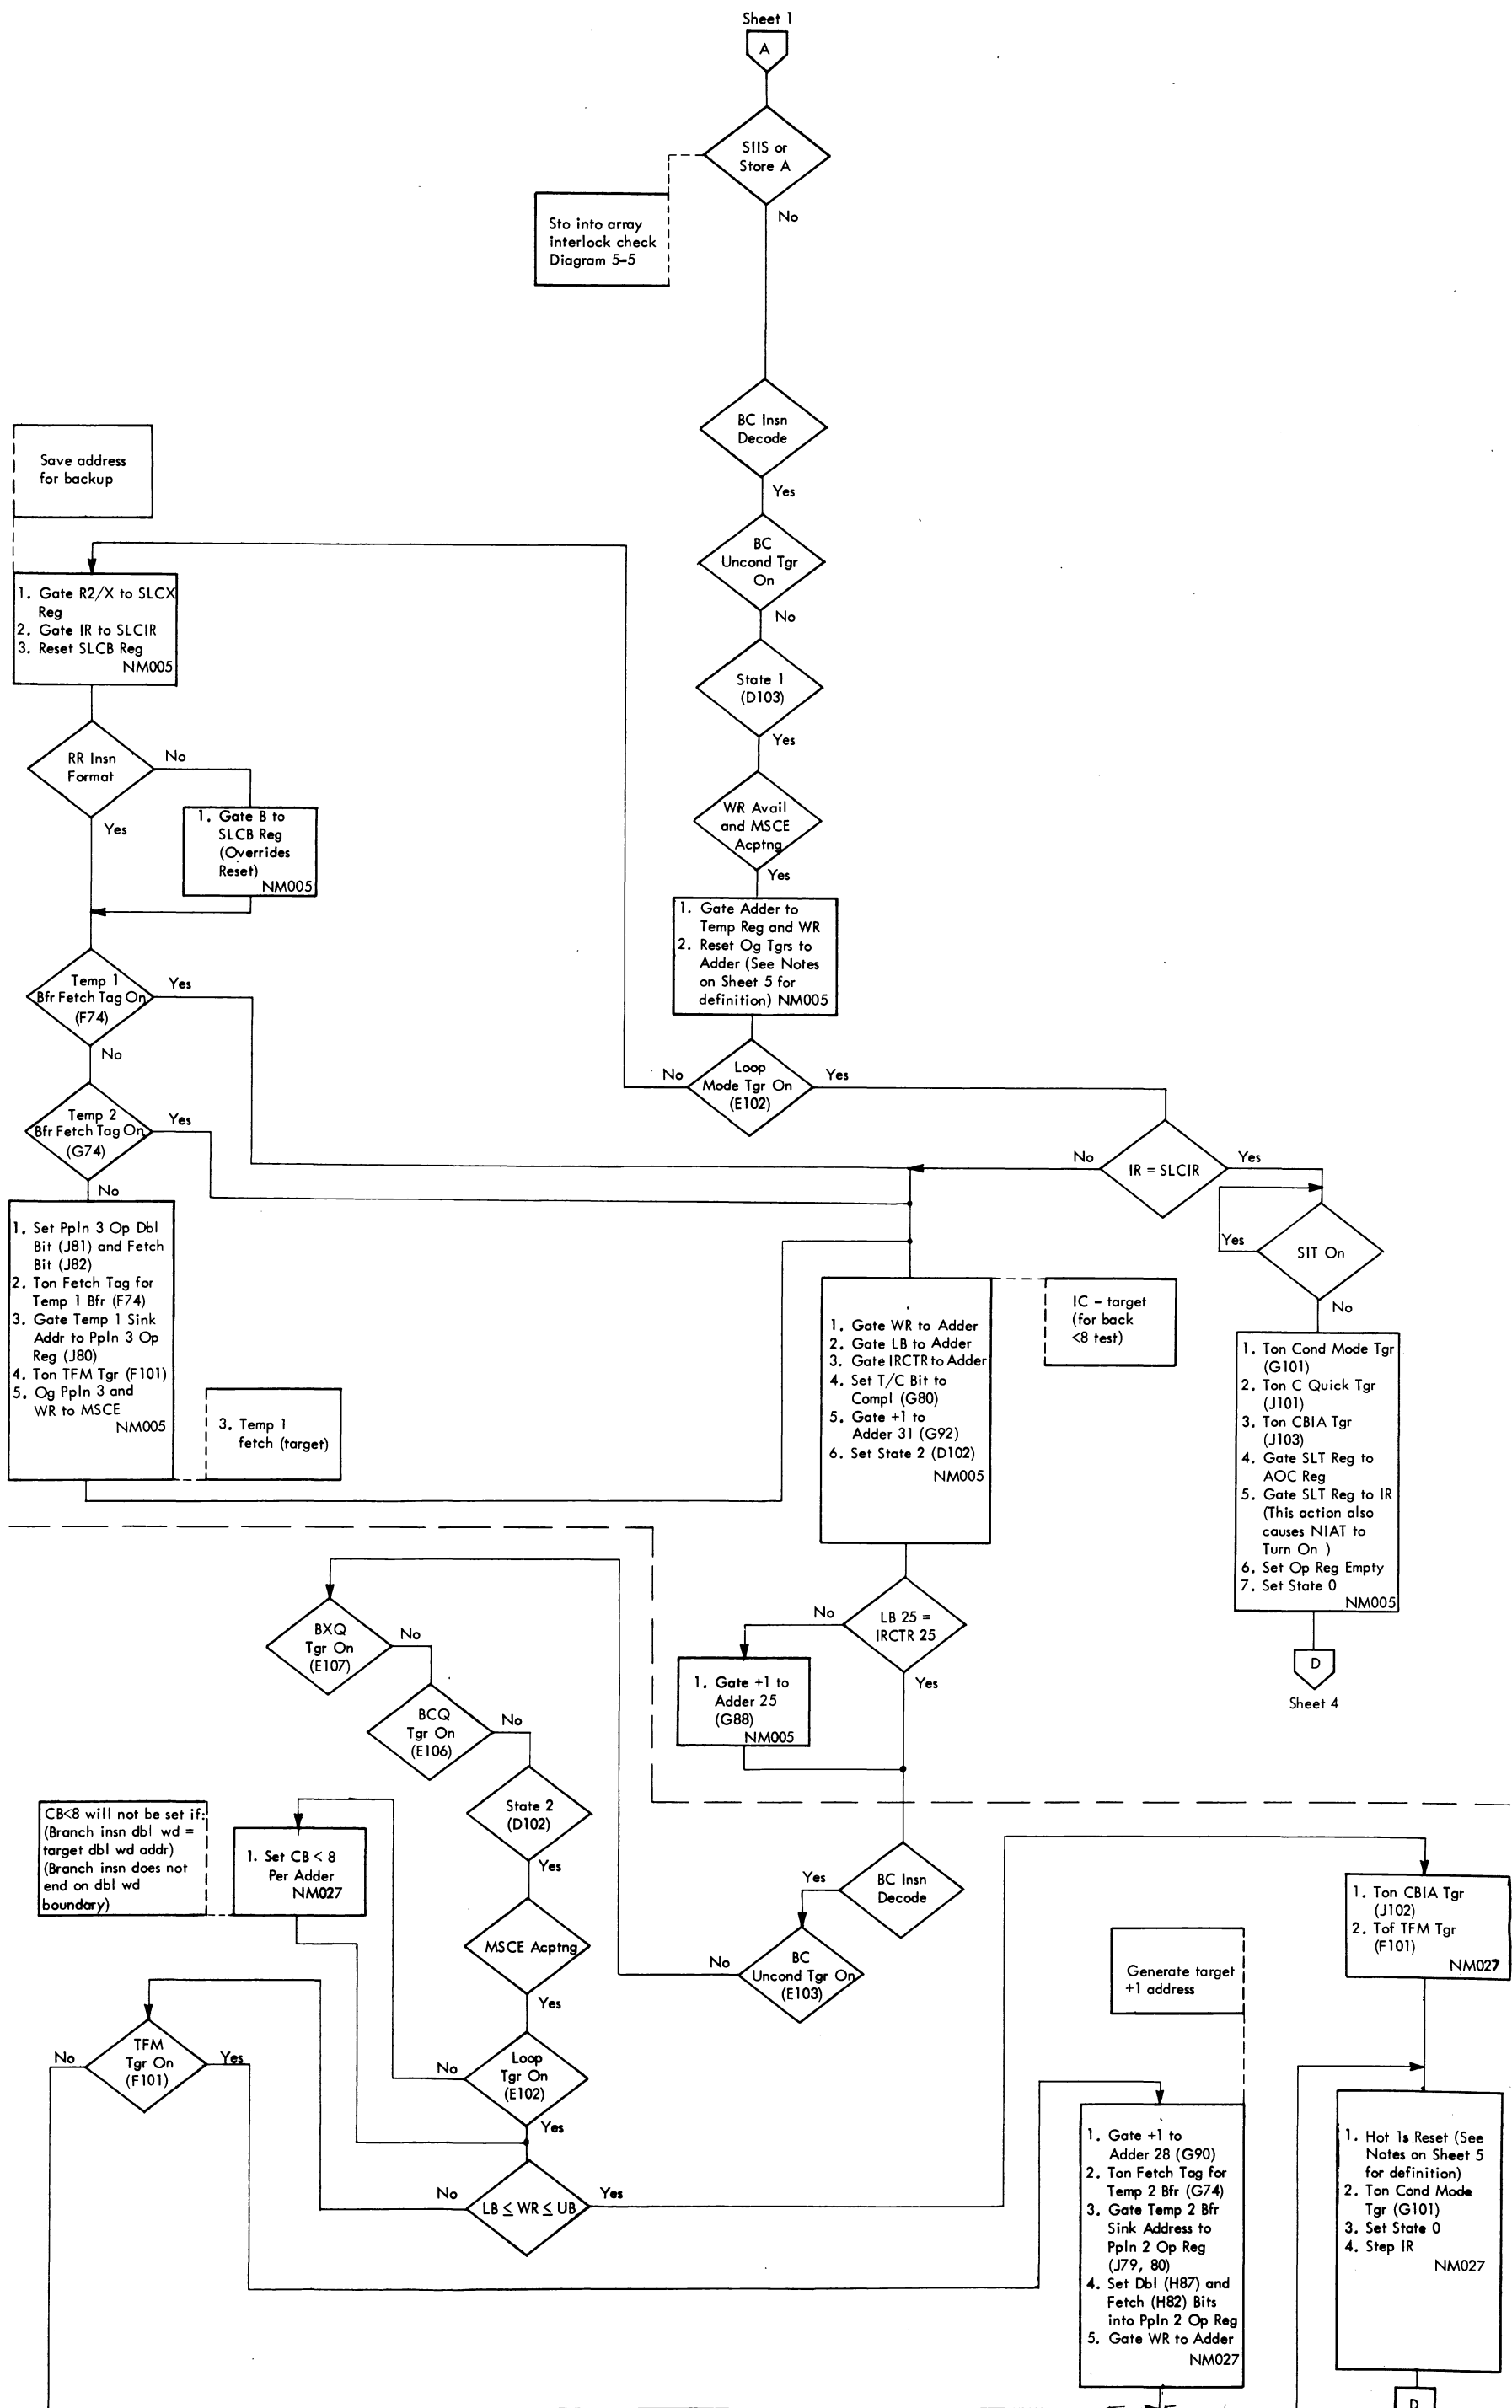 Sheet 1
A
SIIS or
Store A
No
Sto into array
interlock check
Diagram 5-5
BC Insn
Decode
Yes
Save address
for backup
BC
Uncond Tgr
On
No
1. Gate R2/X to SLCX
Reg
2. Gate IR to SLCIR
3. Reset SLCB Reg
NM005
State 1
(D103)
Yes
RR Insn
Format
No
Yes
1. Gate B to
SLCB Reg
(Overrides
Reset)
NM005
WR Avail
and MSCE
Acptng
Yes
1. Gate Adder to
Temp Reg and WR
2. Reset Og Tgrs to
Adder (See Notes
on Sheet 5 for
definition) NM005
Temp 1
Bfr Fetch Tag On
(F74)
Yes
No
Loop
Mode Tgr On
(E102)
No
Yes
Temp 2
Bfr Fetch Tag On
(G74)
Yes
No
IR = SLCIR
No
Yes
SIT On
Yes
No
1. Set Ppln 3 Op Dbl
Bit (J81) and Fetch
Bit (J82)
2. Ton Fetch Tag for
Temp 1 Bfr (F74)
3. Gate Temp 1 Sink
Addr to Ppln 3 Op
Reg (J80)
4. Ton TFM Tgr (F101)
5. Og Ppln 3 and
WR to MSCE
NM005
3. Temp 1
fetch (target)
1. Gate WR to Adder
2. Gate LB to Adder
3. Gate IRCTR to Adder
4. Set T/C Bit to
Compl (G80)
5. Gate +1 to
Adder 31 (G92)
6. Set State 2 (D102)
NM005
IC - target
(for back
<8 test)
1. Ton Cond Mode Tgr
(G101)
2. Ton C Quick Tgr
(J101)
3. Ton CBIA Tgr
(J103)
4. Gate SLT Reg to
AOC Reg
5. Gate SLT Reg to IR
(This action also
causes NIAT to
Turn On )
6. Set Op Reg Empty
7. Set State 0
NM005
D
Sheet 4
LB 25 =
IRCTR 25
No
Yes
1. Gate +1 to
Adder 25
(G88)
NM005
BXQ
Tgr On
(E107)
No
BCQ
Tgr On
(E106)
No
State 2
(D102)
Yes
CB<8 will not be set if:
(Branch insn dbl wd =
target dbl wd addr)
(Branch insn does not
end on dbl wd
boundary)
1. Set CB < 8
Per Adder
NM027
BC Insn
Decode
Yes
BC
Uncond Tgr On
(E103)
No
MSCE Acptng
Yes
1. Ton CBIA Tgr
(J102)
2. Tof TFM Tgr
(F101)
NM027
Generate target
+1 address
TFM
Tgr On
(F101)
No
Yes
Loop
Tgr On
(E102)
No
Yes
LB ≤ WR ≤ UB
No
Yes
1. Gate +1 to
Adder 28 (G90)
2. Ton Fetch Tag for
Temp 2 Bfr (G74)
3. Gate Temp 2 Bfr
Sink Address to
Ppln 2 Op Reg
(J79, 80)
4. Set Dbl (H87) and
Fetch (H82) Bits
into Ppln 2 Op Reg
5. Gate WR to Adder
NM027
1. Hot 1s Reset (See
Notes on Sheet 5
for definition)
2. Ton Cond Mode
Tgr (G101)
3. Set State 0
4. Step IR
NM027